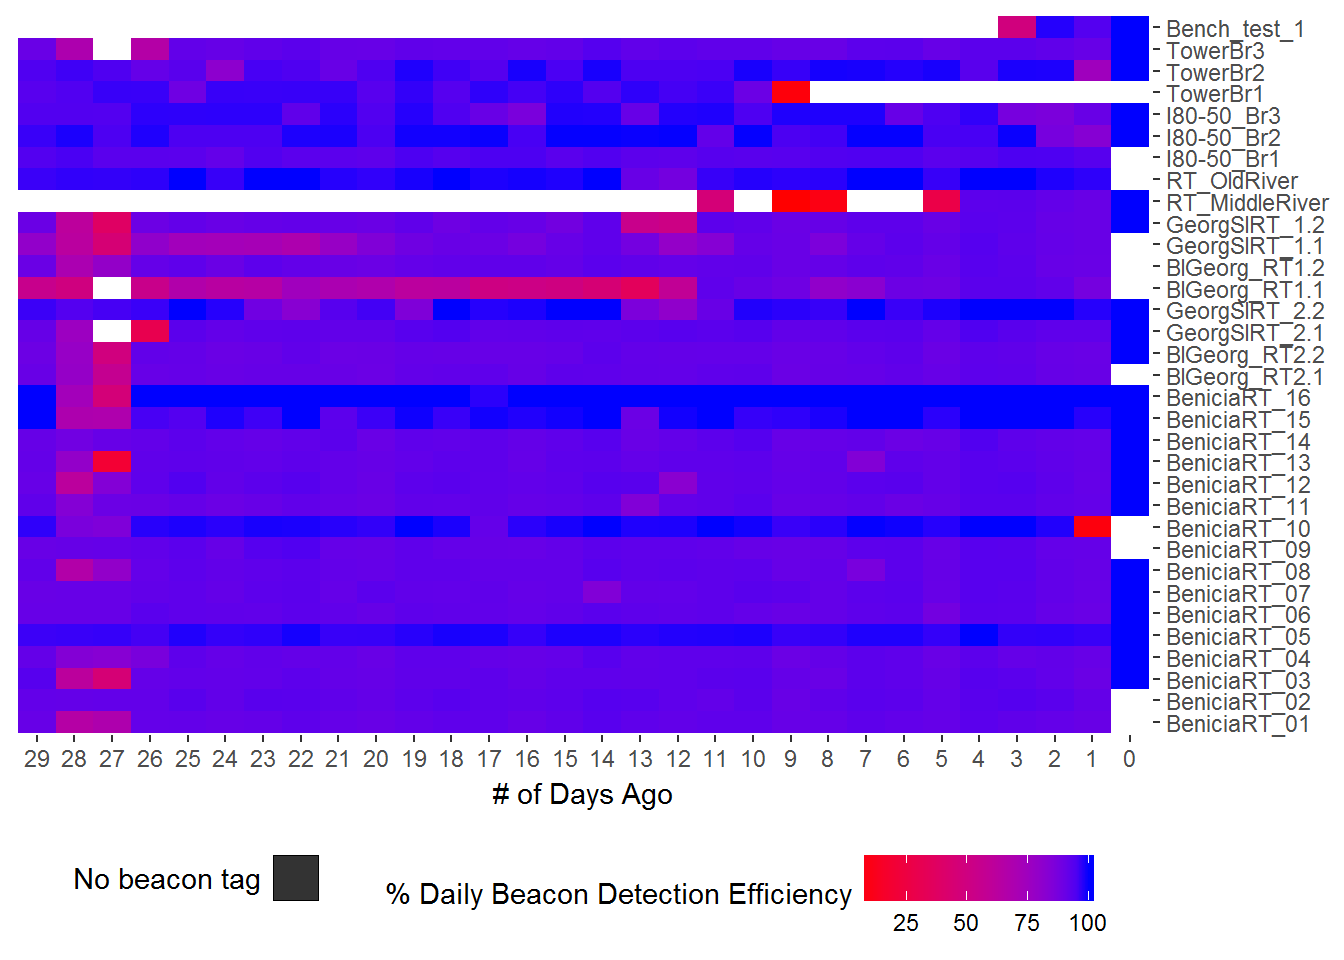 Bench_test_1
TowerBr3
TowerBr2
TowerBr1
I80-50_Br3
I80-50_Br2
I80-50_Br1
RT_OldRiver
RT_MiddleRiver
GeorgSlRT_1.2
GeorgSlRT_1.1
BlGeorg_RT1.2
BlGeorg_RT1.1
GeorgSlRT_2.2
GeorgSlRT_2.1
BlGeorg_RT2.2
BlGeorg_RT2.1
BeniciaRT_16
BeniciaRT_15
BeniciaRT_14
BeniciaRT_13
BeniciaRT_12
BeniciaRT_11
BeniciaRT_10
BeniciaRT_09
BeniciaRT_08
BeniciaRT_07
BeniciaRT_06
BeniciaRT_05
BeniciaRT_04
BeniciaRT_03
BeniciaRT_02
BeniciaRT_01
29 28 27 26 25 24 23 22 21 20 19 18 17 16 15 14 13 12 11 10 9 8 7 6 5 4 3 2 1 0
# of Days Ago
No beacon tag
% Daily Beacon Detection Efficiency
25 50 75 100